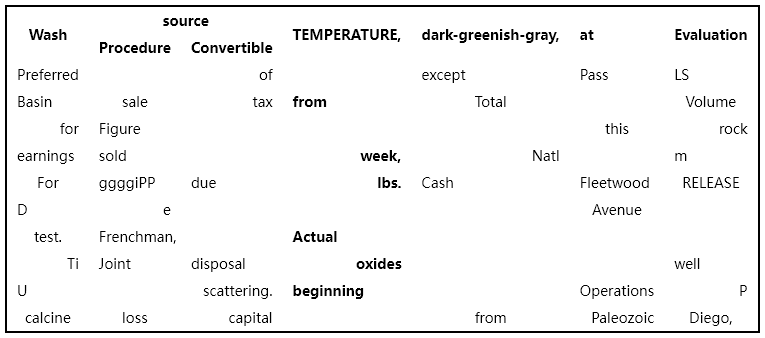 source
Wash Procedure Convertible TEMPERATURE, dark-greenish-gray, at Evaluation
Preferred of except Pass LS
Basin sale tax from Total Volume
for Figure this rock
earnings sold week, Natl m
For ggggiPP due lbs. Cash Fleetwood RELEASE
D e Avenue
test. Frenchman, Actual
Ti Joint disposal oxides well
U scattering. beginning Operations P
calcine loss capital from Paleozoic Diego,